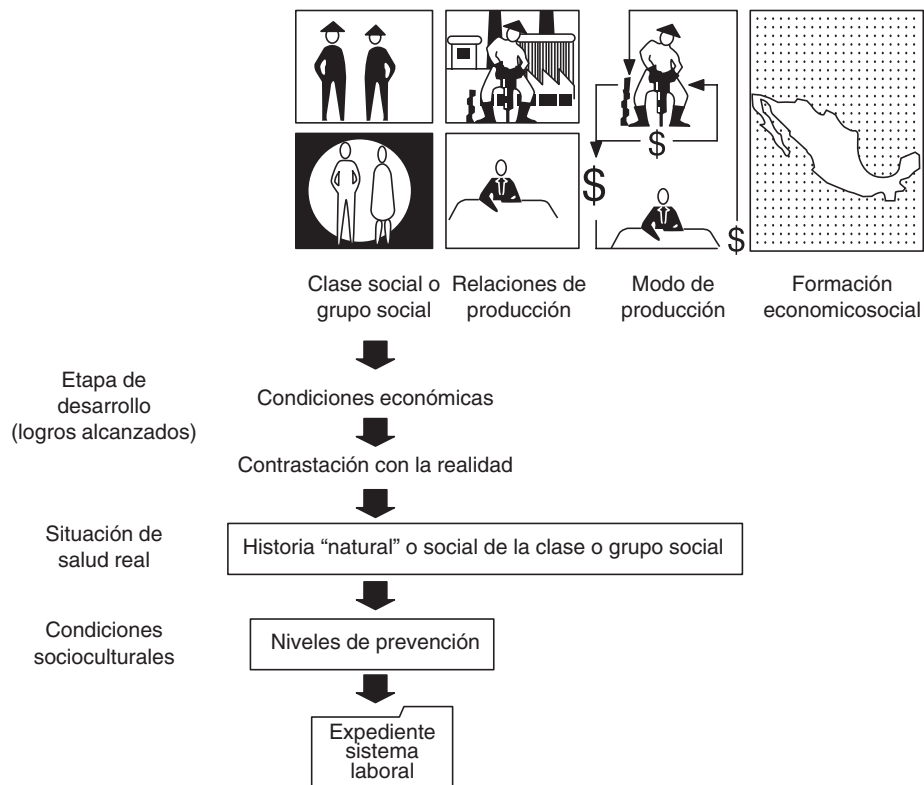 $
$
$
Clase social o
grupo social
Relaciones de
producción
Modo de
producción
Formación
economicosocial
Etapa de
desarrollo
(logros alcanzados)
Condiciones económicas
Contrastación con la realidad
Situación de
salud real
Historia “natural” o social de la clase o grupo social
Condiciones
socioculturales
Niveles de prevención
Expediente
sistema
laboral